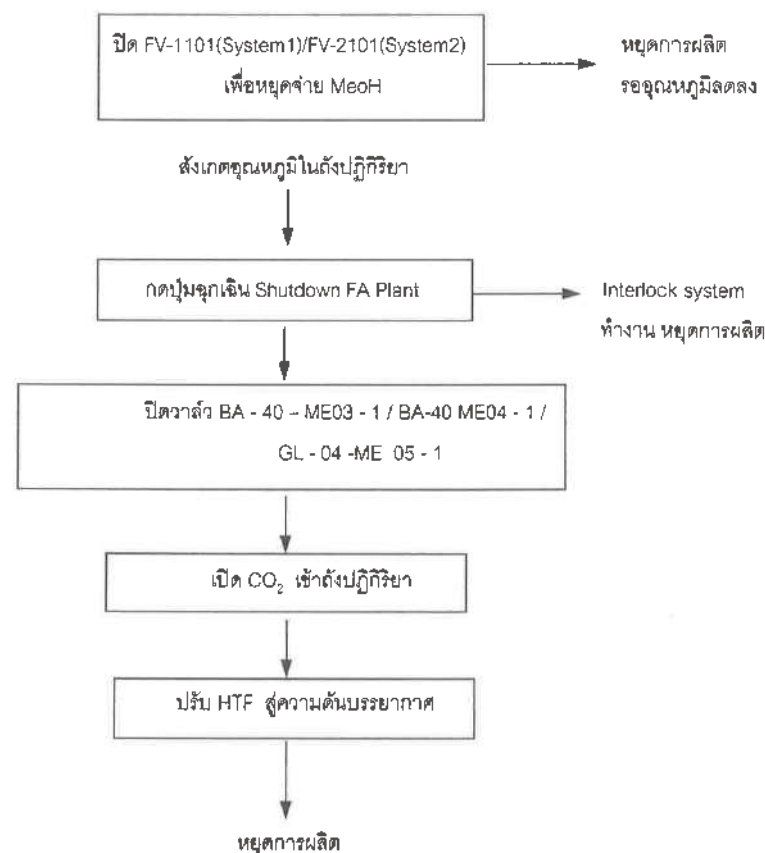 ปิด FV-1101(System1)/FV-2101(System2)
เพื่อหยุดจ่าย MeoH
หยุดการผลิต
รออุณหภูมิลดลง
สังเกตอุณหภูมิในถังปฏิกิริยา
กดปุ่มฉุกเฉิน Shutdown FA Plant
Interlock system
ทำงาน หยุดการผลิต
ปิดวาล์ว BA - 40 – ME03 - 1 / BA-40 ME04 - 1 /
GL - 04 -ME 05 - 1
เปิด CO₂ เข้าถังปฏิกิริยา
ปรับ HTF สู่ความดันบรรยากาศ
หยุดการผลิต